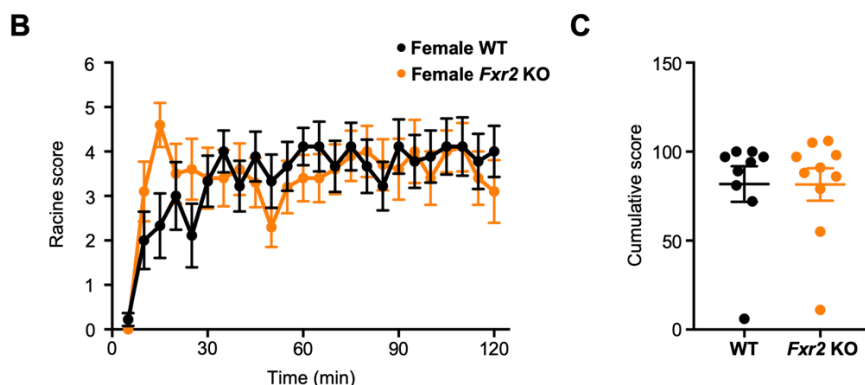 B
Female WT
Female Fxr2 KO
6
5
4
3
2
1
0
Racine score
0
30
60
90
120
Time (min)
C
150
100
50
0
Cumulative score
WT
Fxr2 KO